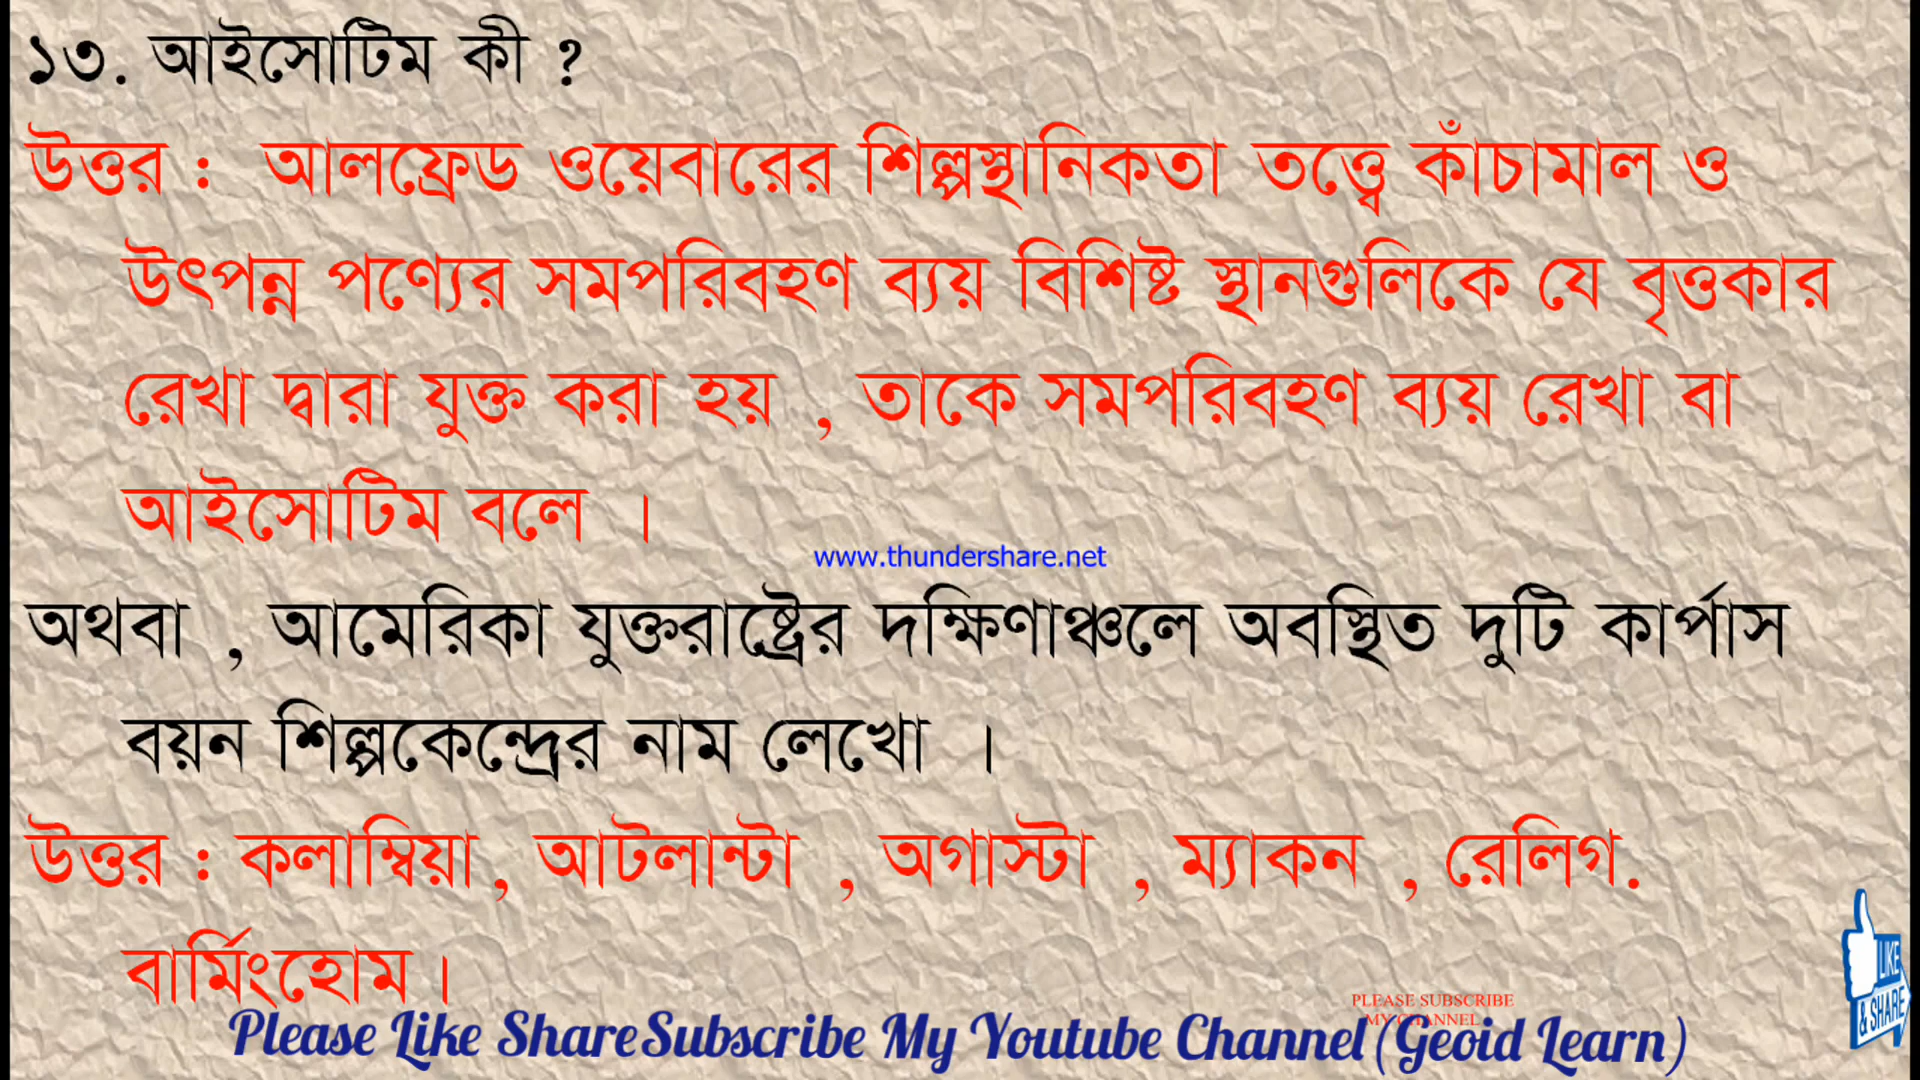 ১৩. আইসোটিম কী ?
উত্তর : আলফ্রেড ওয়েবারের শিল্পস্থানিকতা তত্ত্বে কাঁচামাল ও
উৎপন্ন পণ্যের সমপরিবহণ ব্যয় বিশিষ্ট স্থানগুলিকে যে বৃত্তকার
রেখা দ্বারা যুক্ত করা হয় , তাকে সমপরিবহণ ব্যয় রেখা বা
আইসোটিম বলে ।
www.thundershare.net
অথবা , আমেরিকা যুক্তরাষ্ট্রের দক্ষিণাঞ্চলে অবস্থিত দুটি কার্পাস
বয়ন শিল্পকেন্দ্রের নাম লেখো ।
উত্তর : কলাম্বিয়া, আটলান্টা , অগাস্টা , ম্যাকন , রেলিগ.
বার্মিংহোম ।
LIKE
& SHARE
PLEASE SUBSCRIBE
MY CHANNEL
Please Like Share Subscribe My Youtube Channel (Geoid Learn)